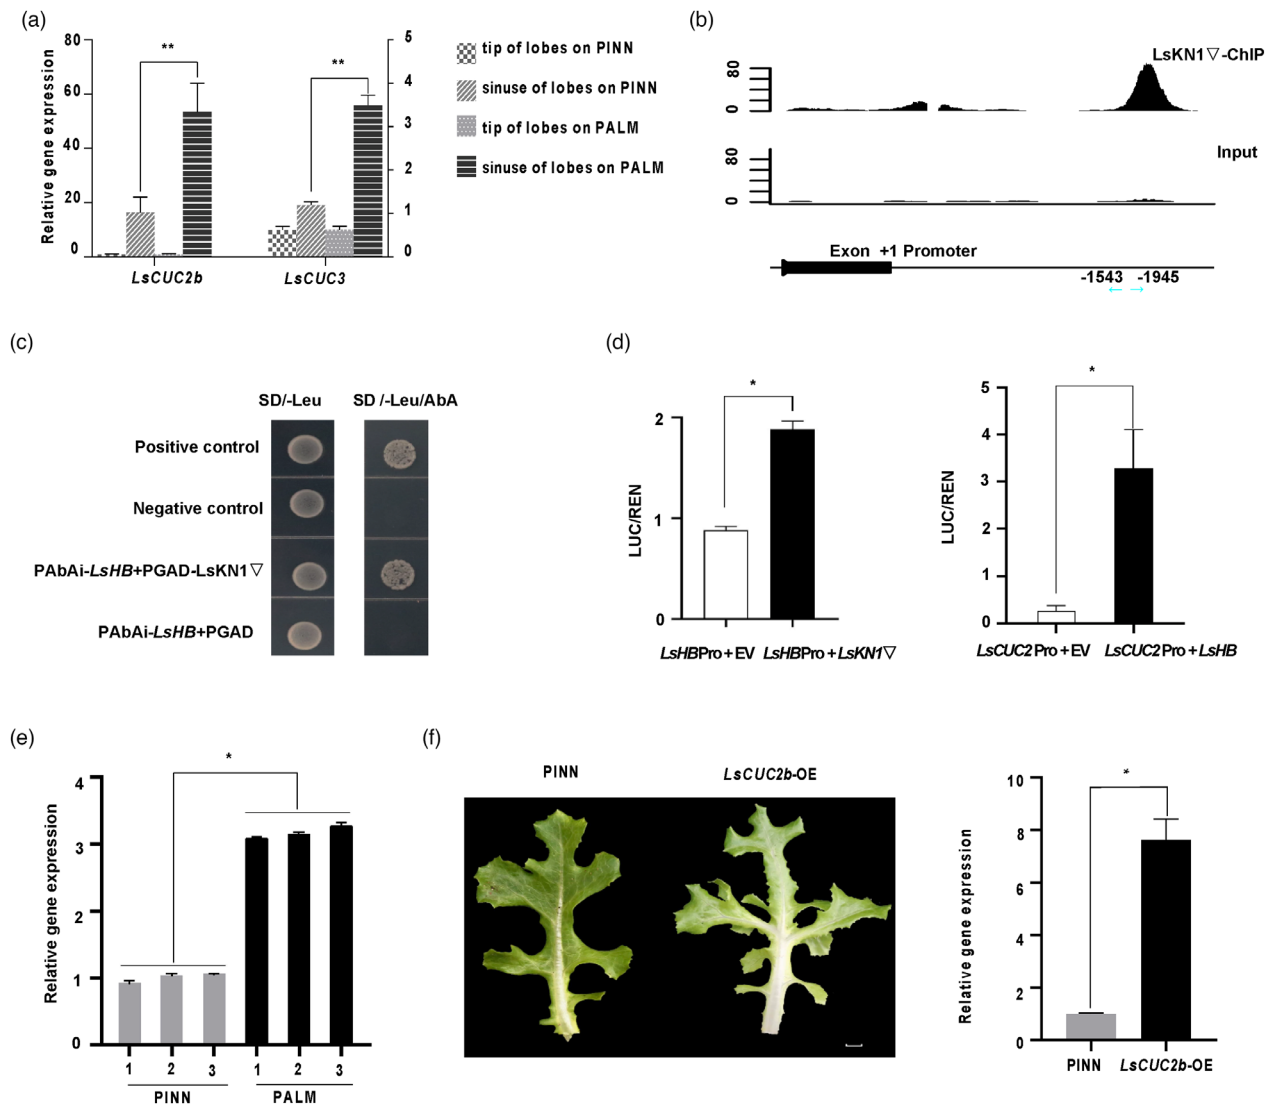 (a)
Relative gene expression
80
60
40
20
0
**
**
5
4
3
2
1
0
LsCUC2b
LsCUC3
tip of lobes on PINN
sinuse of lobes on PINN
tip of lobes on PALM
sinuse of lobes on PALM
(b)
LsKN1▽-ChIP
80
0
Input
80
0
Exon +1 Promoter
-1543 -1945
← →
(c)
SD/-Leu SD /-Leu/AbA
Positive control
Negative control
PAbAi-LsHB+PGAD-LsKN1▽
PAbAi-LsHB+PGAD
(d)
LUC/REN
2
1
0
*
LsHBPro+EV LsHBPro+LsKN1▽
LUC/REN
5
4
3
2
1
0
*
LsCUC2Pro+EV LsCUC2Pro+LsHB
(e)
Relative gene expression
4
3
2
1
0
*
1 2 3 1 2 3
PINN PALM
(f)
PINN LsCUC2b-OE
Relative gene expression
10
8
6
4
2
0
*
PINN LsCUC2b-OE